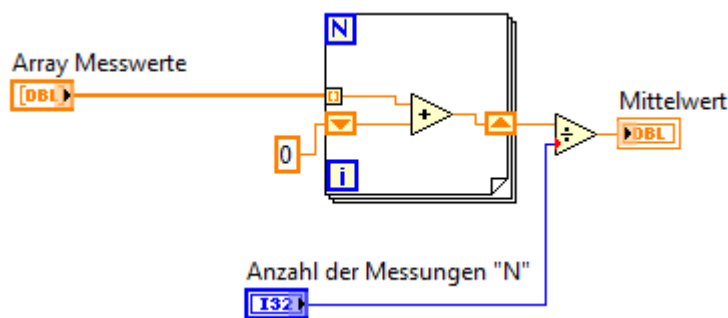 N
Array Messwerte
[DBL]
0
i
+
÷
Mittelwert
DBL
Anzahl der Messungen "N"
I32